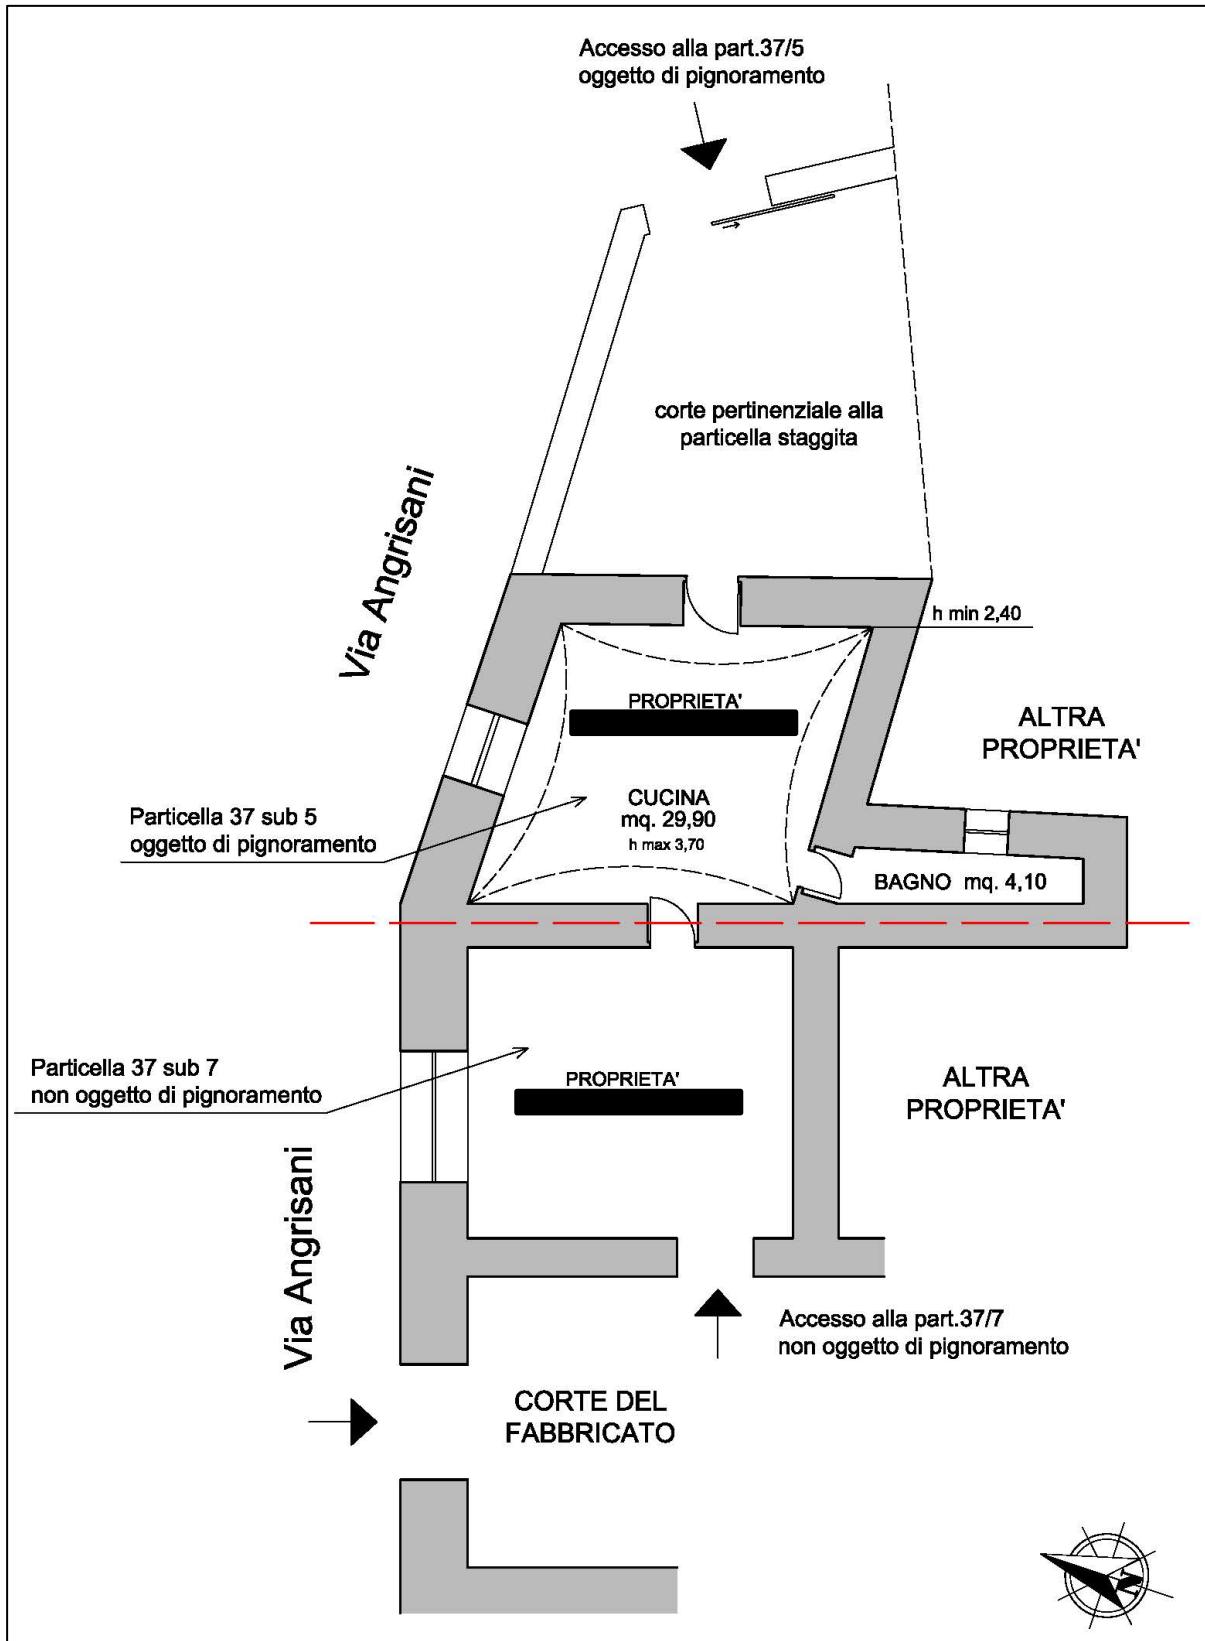 Accesso alla part.37/5
oggetto di pignoramento
corte pertinenziale alla
particella staggita
Via Angrisani
h min 2,40
PROPRIETA'
ALTRA
PROPRIETA'
CUCINA
mq. 29,90
h max 3,70
Particella 37 sub 5
oggetto di pignoramento
BAGNO mq. 4,10
Particella 37 sub 7
non oggetto di pignoramento
PROPRIETA'
ALTRA
PROPRIETA'
Via Angrisani
Accesso alla part.37/7
non oggetto di pignoramento
CORTE DEL
FABBRICATO
N